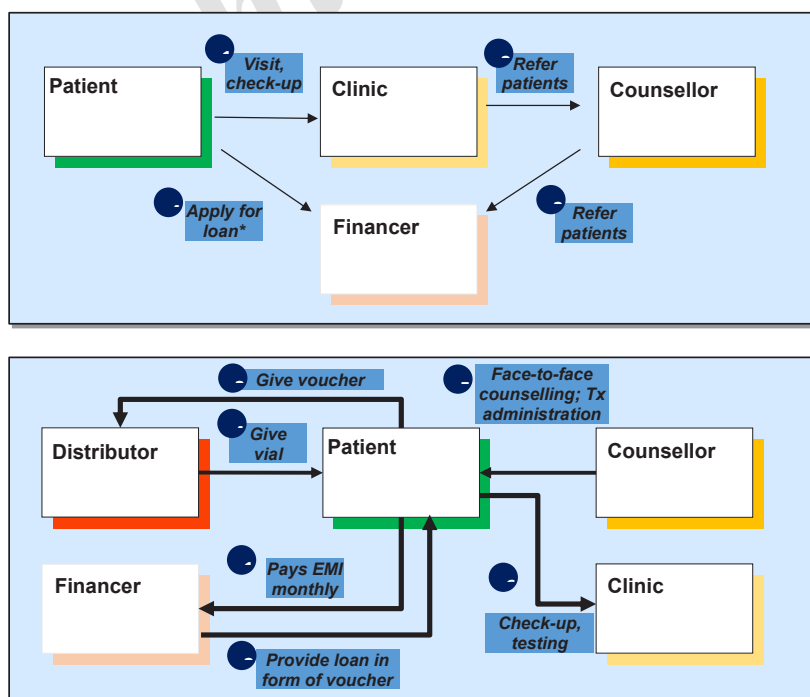 Visit,
check-up
Refer
patients
Patient
Clinic
Counsellor
Apply for
loan*
Refer
patients
Financer
Give voucher
Face-to-face
counselling; Tx
administration
Give
vial
Distributor
Patient
Counsellor
Pays EMI
monthly
Financer
Clinic
Check-up,
testing
Provide loan in
form of voucher